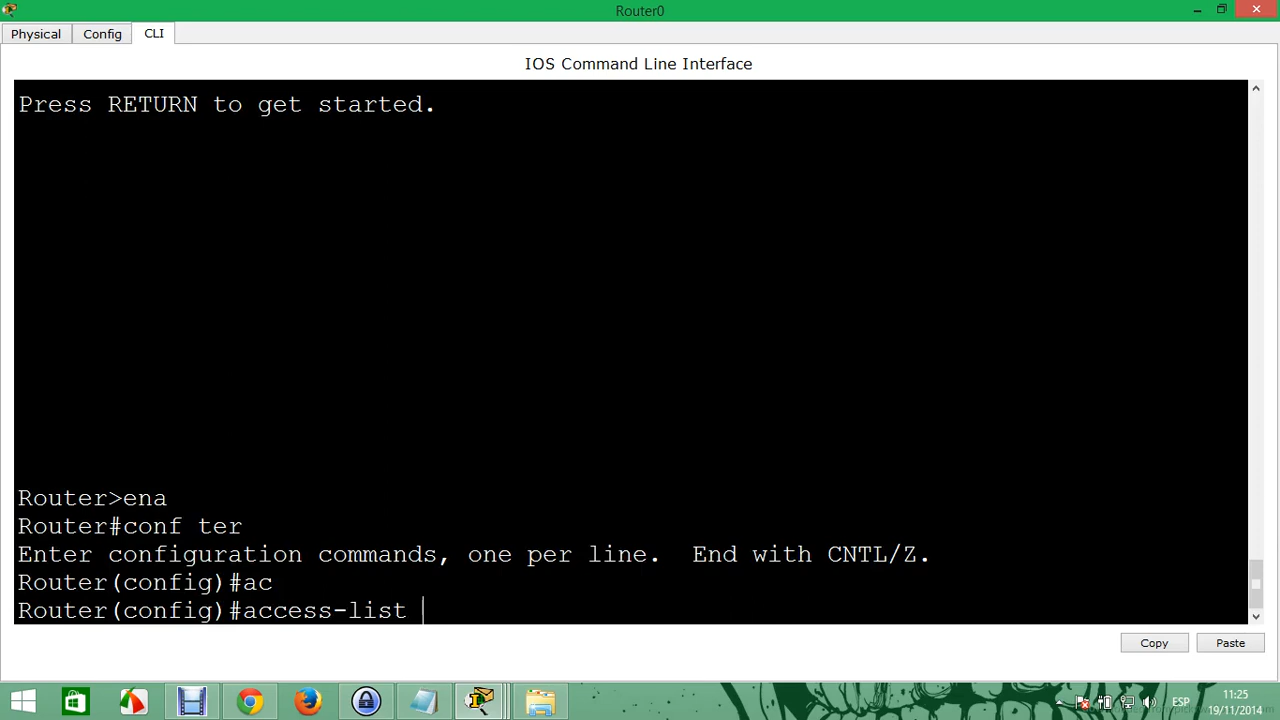 Router0
Physical Config CLI
IOS Command Line Interface
Press RETURN to get started.
Router>ena
Router#conf ter
Enter configuration commands, one per line.  End with CNTL/Z.
Router(config)#ac
Router(config)#access-list
Copy Paste
ESP
11:25
19/11/2014